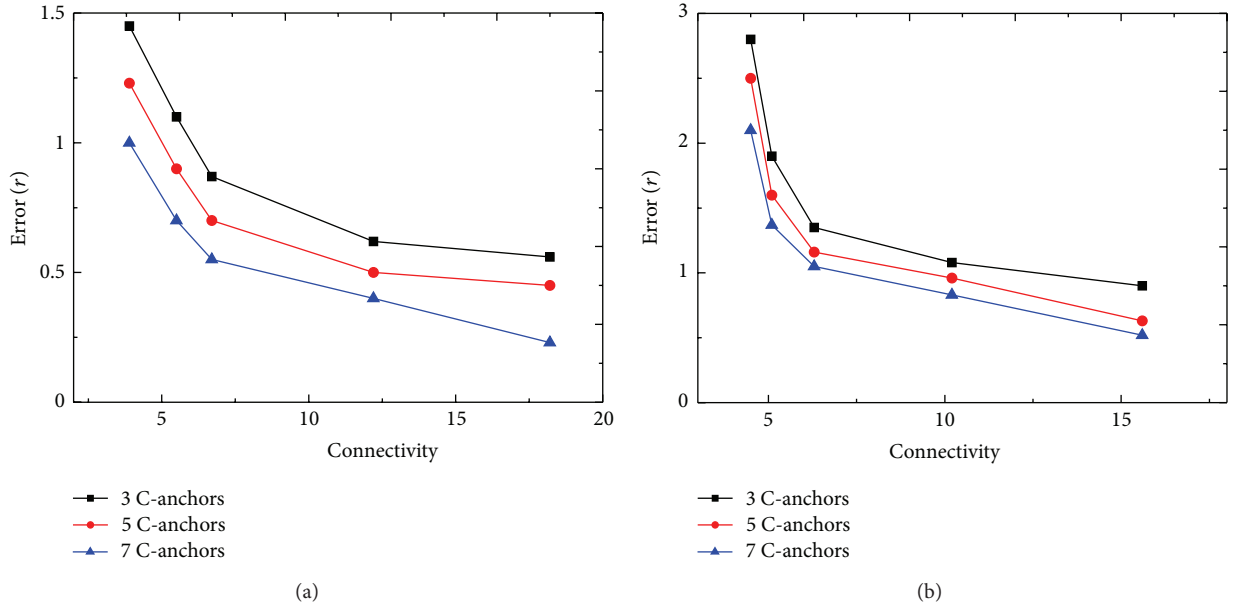 1.5
1
0.5
0
Error (r)
5
10
15
20
Connectivity
3 C-anchors
5 C-anchors
7 C-anchors
(a)
3
2
1
0
Error (r)
5
10
15
Connectivity
3 C-anchors
5 C-anchors
7 C-anchors
(b)